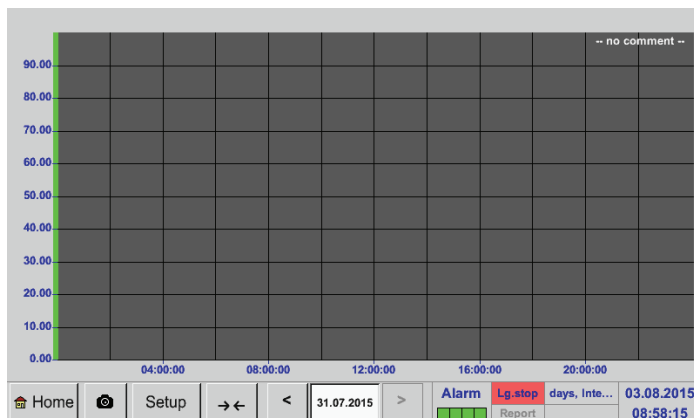 -- no comment --
90.00
80.00
70.00
60.00
50.00
40.00
30.00
20.00
10.00
0.00
04:00:00 08:00:00 12:00:00 16:00:00 20:00:00
Home Setup →← < 31.07.2015 > Alarm Lg.stop days, Inte... 03.08.2015
Report 08:58:15